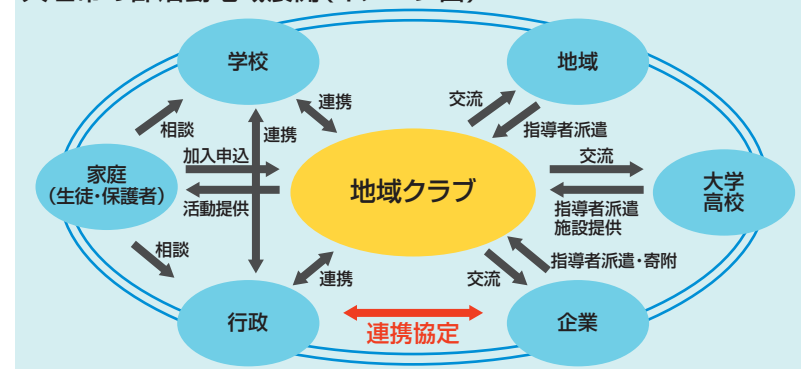 学校
地域
連携
交流
相談
連携
指導者派遣
家庭
(生徒・保護者)
加入申込
活動提供
地域クラブ
交流
指導者派遣
施設提供
大学
高校
相談
連携
交流
指導者派遣・寄附
行政
連携協定
企業